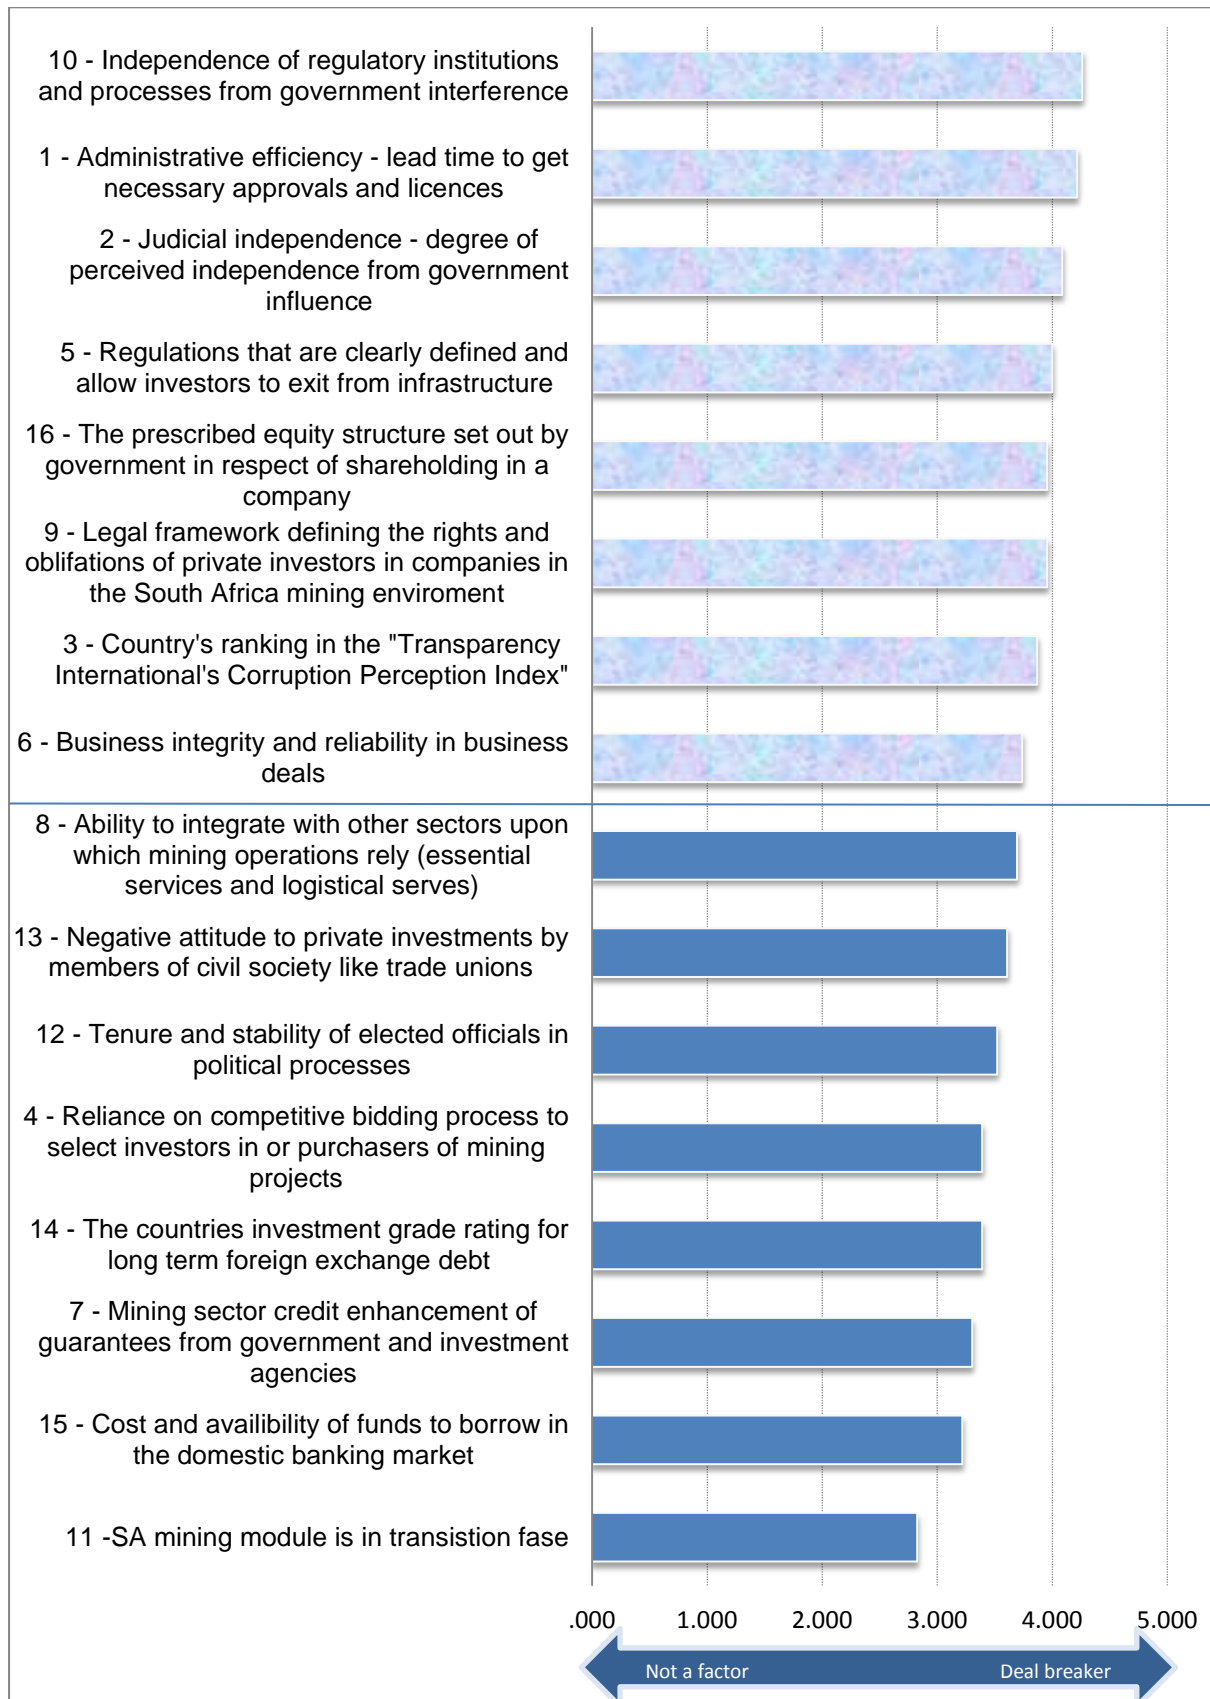 10 - Independence of regulatory institutions
and processes from government interference
1 - Administrative efficiency - lead time to get
necessary approvals and licences
2 - Judicial independence - degree of
perceived independence from government
influence
5 - Regulations that are clearly defined and
allow investors to exit from infrastructure
16 - The prescribed equity structure set out by
government in respect of shareholding in a
company
9 - Legal framework defining the rights and
oblifations of private investors in companies in
the South Africa mining enviroment
3 - Country's ranking in the "Transparency
International's Corruption Perception Index"
6 - Business integrity and reliability in business
deals
8 - Ability to integrate with other sectors upon
which mining operations rely (essential
services and logistical serves)
13 - Negative attitude to private investments by
members of civil society like trade unions
12 - Tenure and stability of elected officials in
political processes
4 - Reliance on competitive bidding process to
select investors in or purchasers of mining
projects
14 - The countries investment grade rating for
long term foreign exchange debt
7 - Mining sector credit enhancement of
guarantees from government and investment
agencies
15 - Cost and availibility of funds to borrow in
the domestic banking market
11 -SA mining module is in transistion fase
.000 1.000 2.000 3.000 4.000 5.000
Not a factor Deal breaker